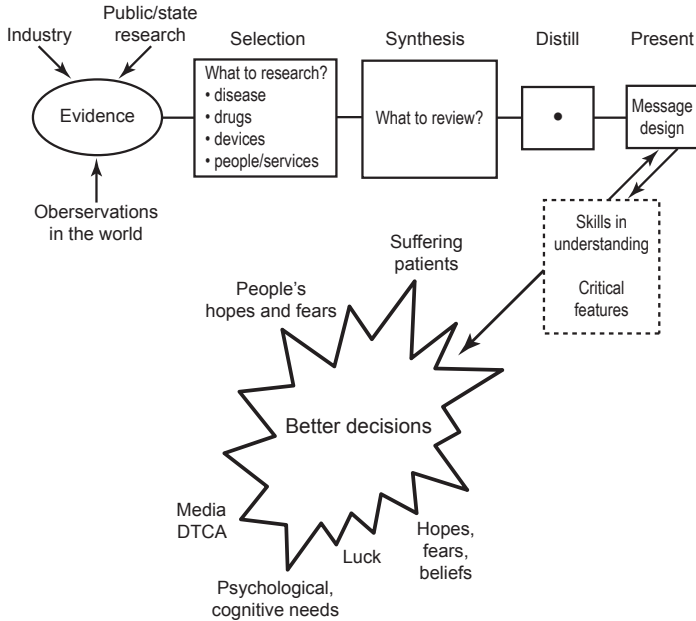 Public/state
research
Industry
Selection
Synthesis
Distill
Present
Evidence
What to research?
• disease
• drugs
• devices
• people/services
What to review?
•
Message
design
Oberservations
in the world
Skills in
understanding
Critical
features
Suffering
patients
People's
hopes and fears
Better decisions
Media
DTCA
Luck
Hopes,
fears,
beliefs
Psychological,
cognitive needs